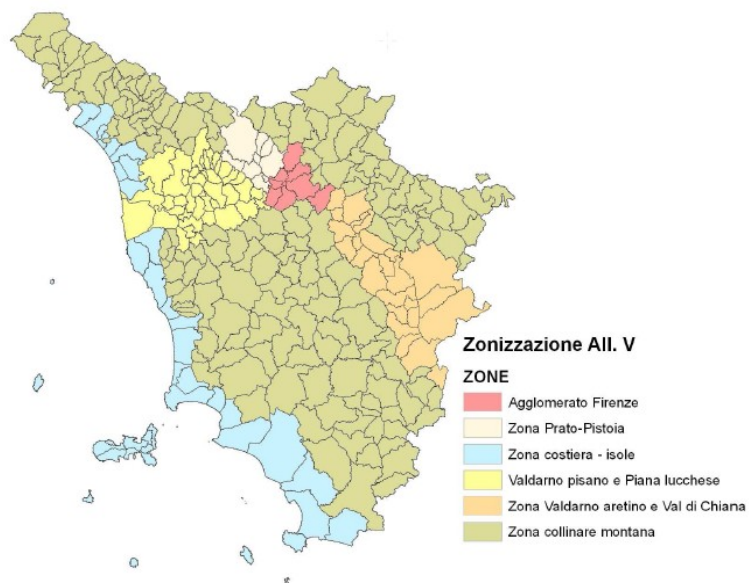 Zonizzazione All. V
ZONE
Agglomerato Firenze
Zona Prato-Pistoia
Zona costiera - isole
Valdarno pisano e Piana lucchese
Zona Valdarno aretino e Val di Chiana
Zona collinare montana